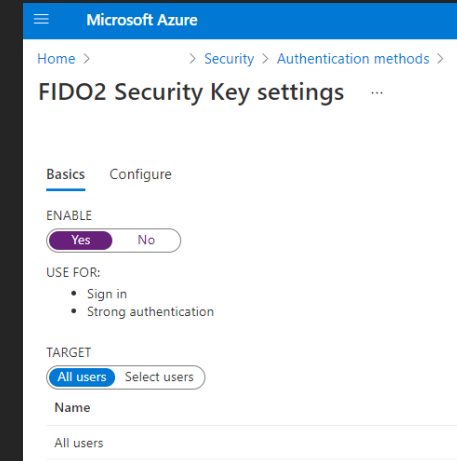 Microsoft Azure
Home > > Security > Authentication methods >
FIDO2 Security Key settings ...
Basics Configure
ENABLE
Yes No
USE FOR:
• Sign in
• Strong authentication
TARGET
All users Select users
Name
All users